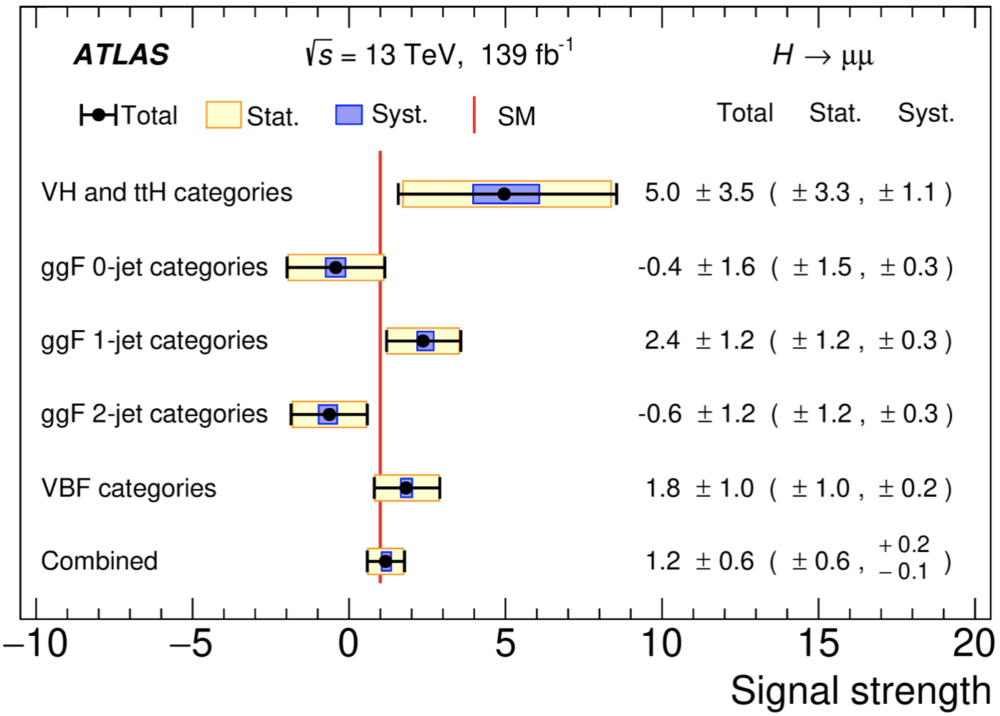 ATLAS √s = 13 TeV, 139 fb-1 H → μμ
Total Stat. Syst. SM Total Stat. Syst.
VH and ttH categories 5.0 ± 3.5 ( ± 3.3 , ± 1.1 )
ggF 0-jet categories -0.4 ± 1.6 ( ± 1.5 , ± 0.3 )
ggF 1-jet categories 2.4 ± 1.2 ( ± 1.2 , ± 0.3 )
ggF 2-jet categories -0.6 ± 1.2 ( ± 1.2 , ± 0.3 )
VBF categories 1.8 ± 1.0 ( ± 1.0 , ± 0.2 )
Combined 1.2 ± 0.6 ( ± 0.6 , + 0.2 − 0.1 )
−10 −5 0 5 10 15 20
Signal strength